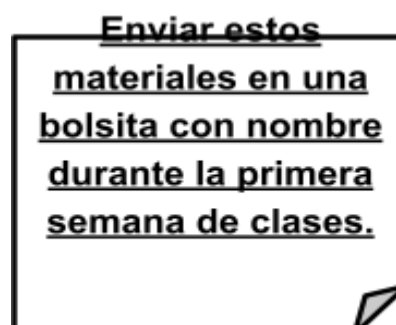 Enviar estos
materiales en una
bolsita con nombre
durante la primera
semana de clases.